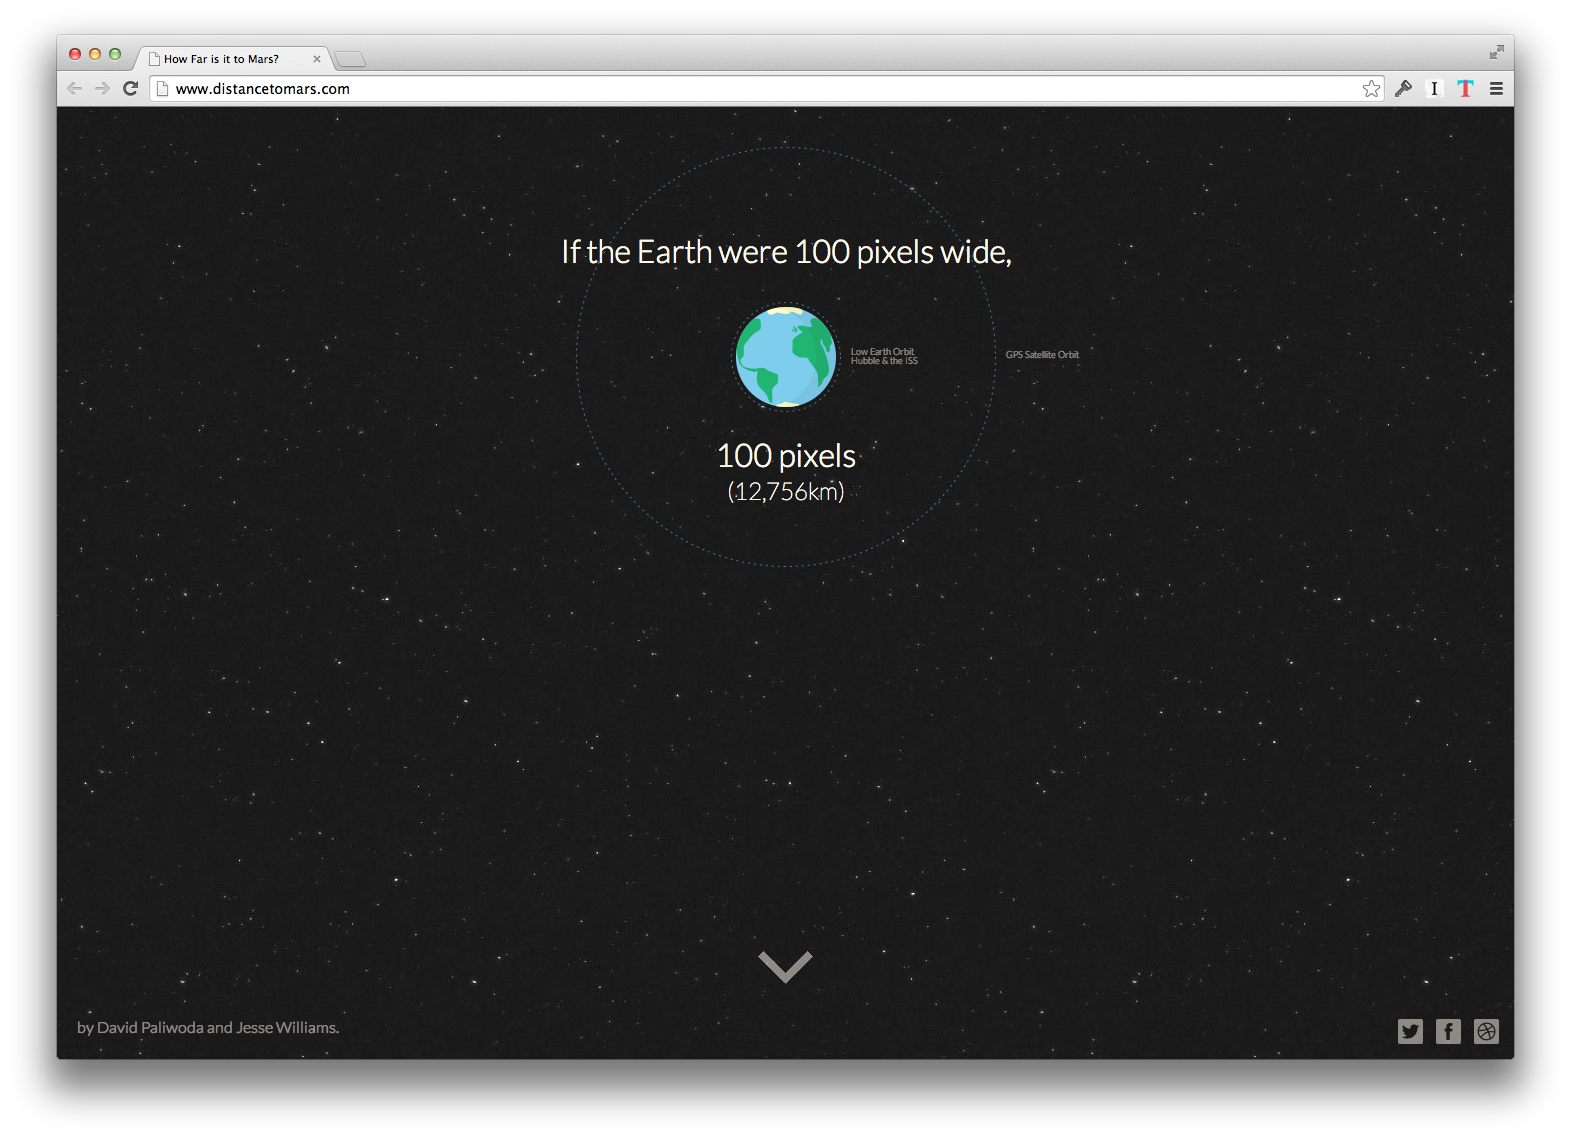 How Far is it to Mars?
www.distancetomars.com
If the Earth were 100 pixels wide,
Low Earth Orbit
Hubble & the ISS
GPS Satellite Orbit
100 pixels
(12,756km)
by David Paliwoda and Jesse Williams.